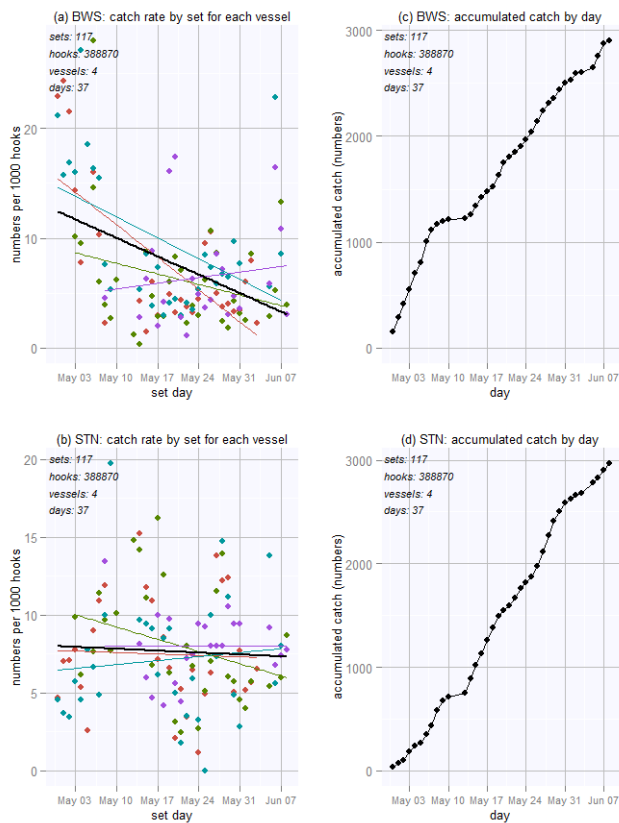 (a) BWS: catch rate by set for each vessel
sets: 117
hooks: 388870
vessels: 4
days: 37
numbers per 1000 hooks
20
10
0
May 03 May 10 May 17 May 24 May 31 Jun 07
set day
(c) BWS: accumulated catch by day
sets: 117
hooks: 388870
vessels: 4
days: 37
accumulated catch (numbers)
3000
2000
1000
0
May 03 May 10 May 17 May 24 May 31 Jun 07
day
(b) STN: catch rate by set for each vessel
sets: 117
hooks: 388870
vessels: 4
days: 37
numbers per 1000 hooks
20
15
10
5
0
May 03 May 10 May 17 May 24 May 31 Jun 07
set day
(d) STN: accumulated catch by day
sets: 117
hooks: 388870
vessels: 4
days: 37
accumulated catch (numbers)
3000
2000
1000
0
May 03 May 10 May 17 May 24 May 31 Jun 07
day